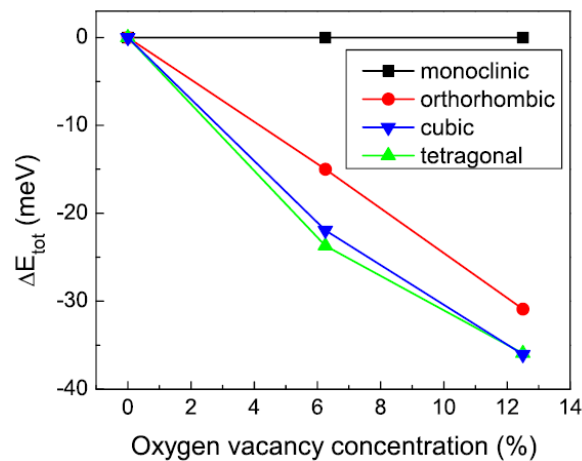 0
-10
-20
-30
-40
ΔE_tot (meV)
monoclinic
orthorhombic
cubic
tetragonal
0 2 4 6 8 10 12 14
Oxygen vacancy concentration (%)